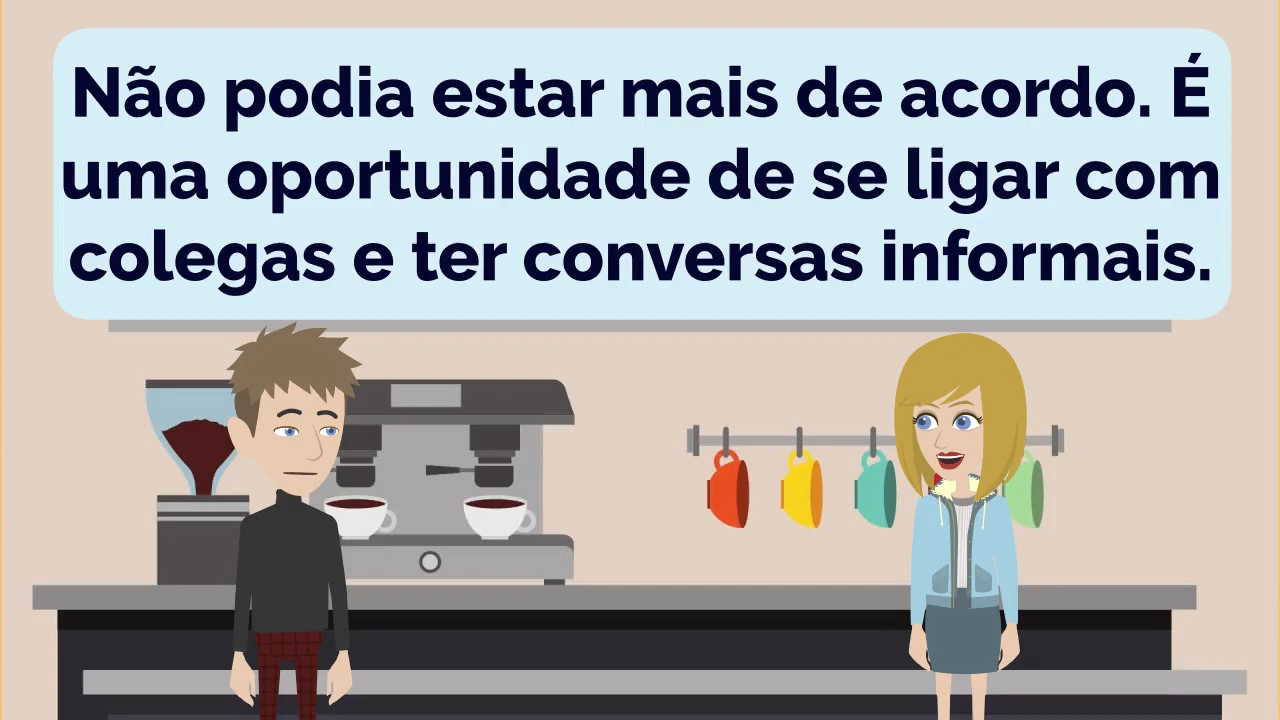 Não podia estar mais de acordo. É
uma oportunidade de se ligar com
colegas e ter conversas informais.